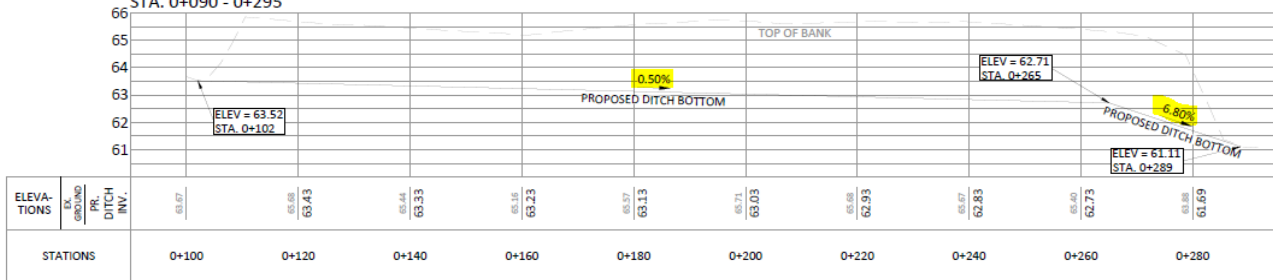 STA. 0+090 - 0+295
66
65
64
63
62
61
TOP OF BANK
0.50%
PROPOSED DITCH BOTTOM
ELEV = 63.52
STA. 0+102
ELEV = 62.71
STA. 0+265
6.80%
PROPOSED DITCH BOTTOM
ELEV = 61.11
STA. 0+289
ELEVA-
TIONS
EX.
GROUND
PR.
DITCH
INV.
63.67
65.68 63.43
65.44 63.33
65.16 63.23
65.57 63.13
65.71 63.03
65.68 62.93
65.67 62.83
65.40 62.73
63.88 61.69
STATIONS 0+100 0+120 0+140 0+160 0+180 0+200 0+220 0+240 0+260 0+280